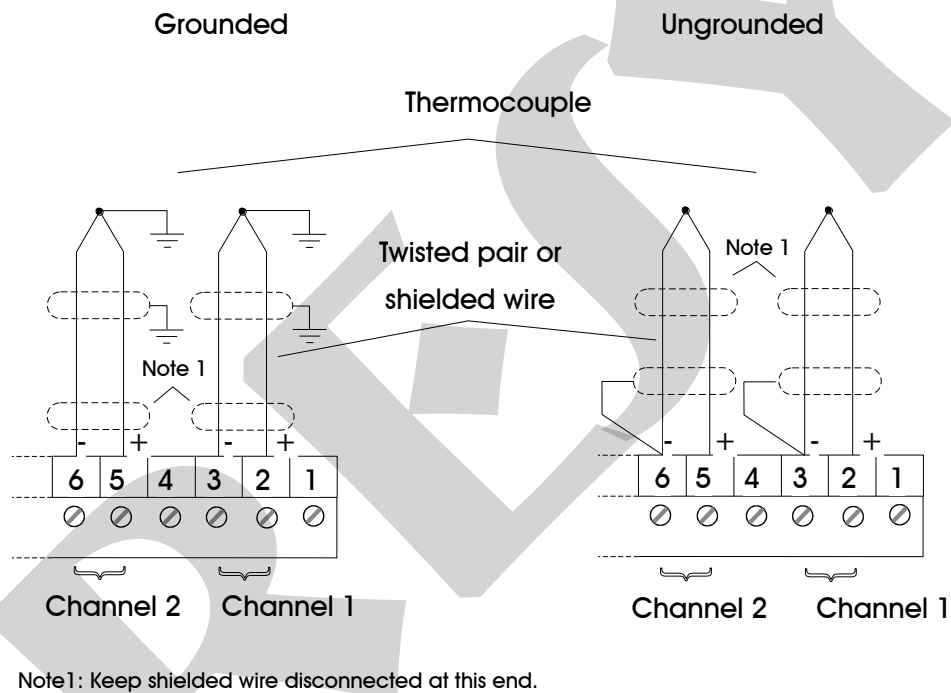 Grounded Ungrounded
Thermocouple
Twisted pair or
shielded wire
Note 1
Note 1
- + - +
6 5 4 3 2 1
Channel 2 Channel 1
- + - +
6 5 4 3 2 1
Channel 2 Channel 1
Note1: Keep shielded wire disconnected at this end.